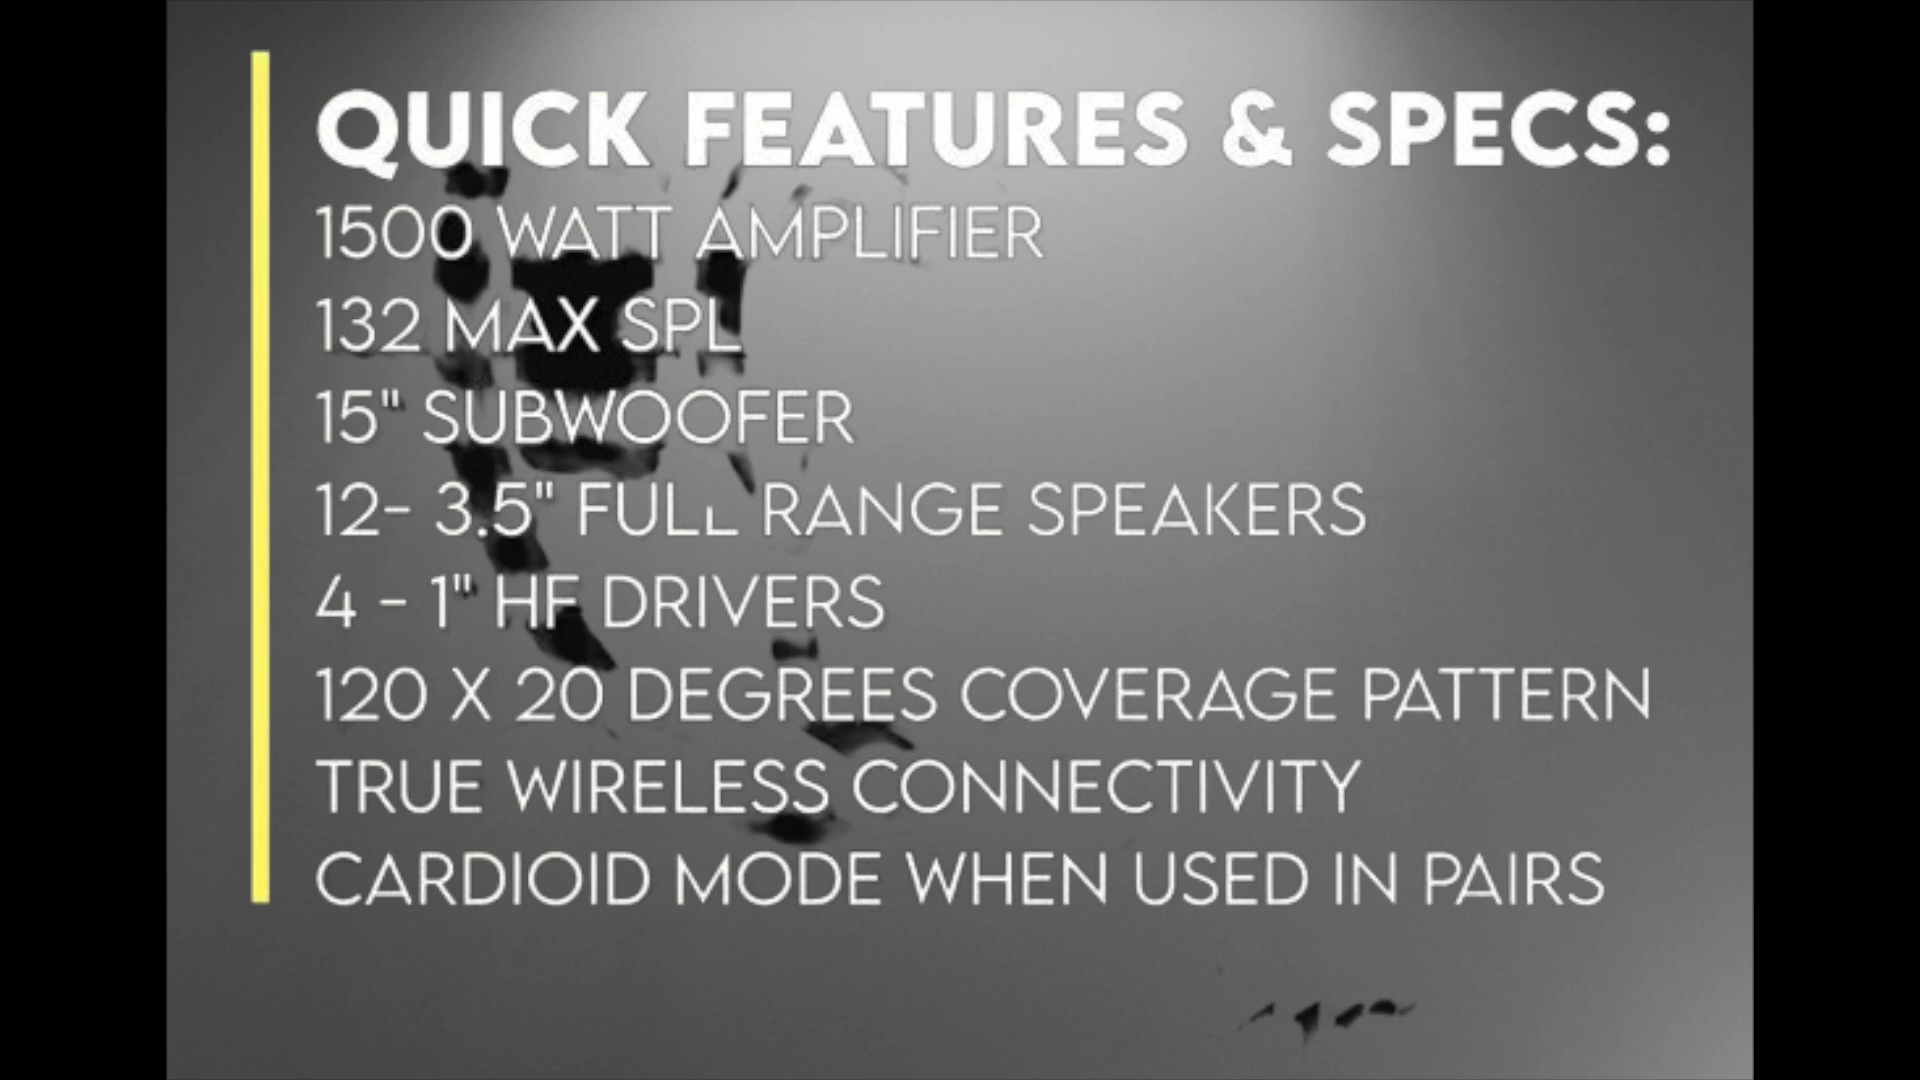 QUICK FEATURES & SPECS:
1500 WATT AMPLIFIER
132 MAX SPL
15" SUBWOOFER
12- 3.5" FULL RANGE SPEAKERS
4 - 1" HF DRIVERS
120 X 20 DEGREES COVERAGE PATTERN
TRUE WIRELESS CONNECTIVITY
CARDIOID MODE WHEN USED IN PAIRS